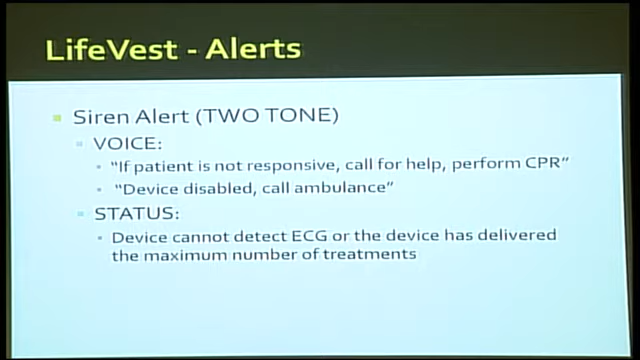 LifeVest - Alerts
Siren Alert (TWO TONE)
VOICE:
"If patient is not responsive, call for help, perform CPR"
"Device disabled, call ambulance"
STATUS:
Device cannot detect ECG or the device has delivered
the maximum number of treatments